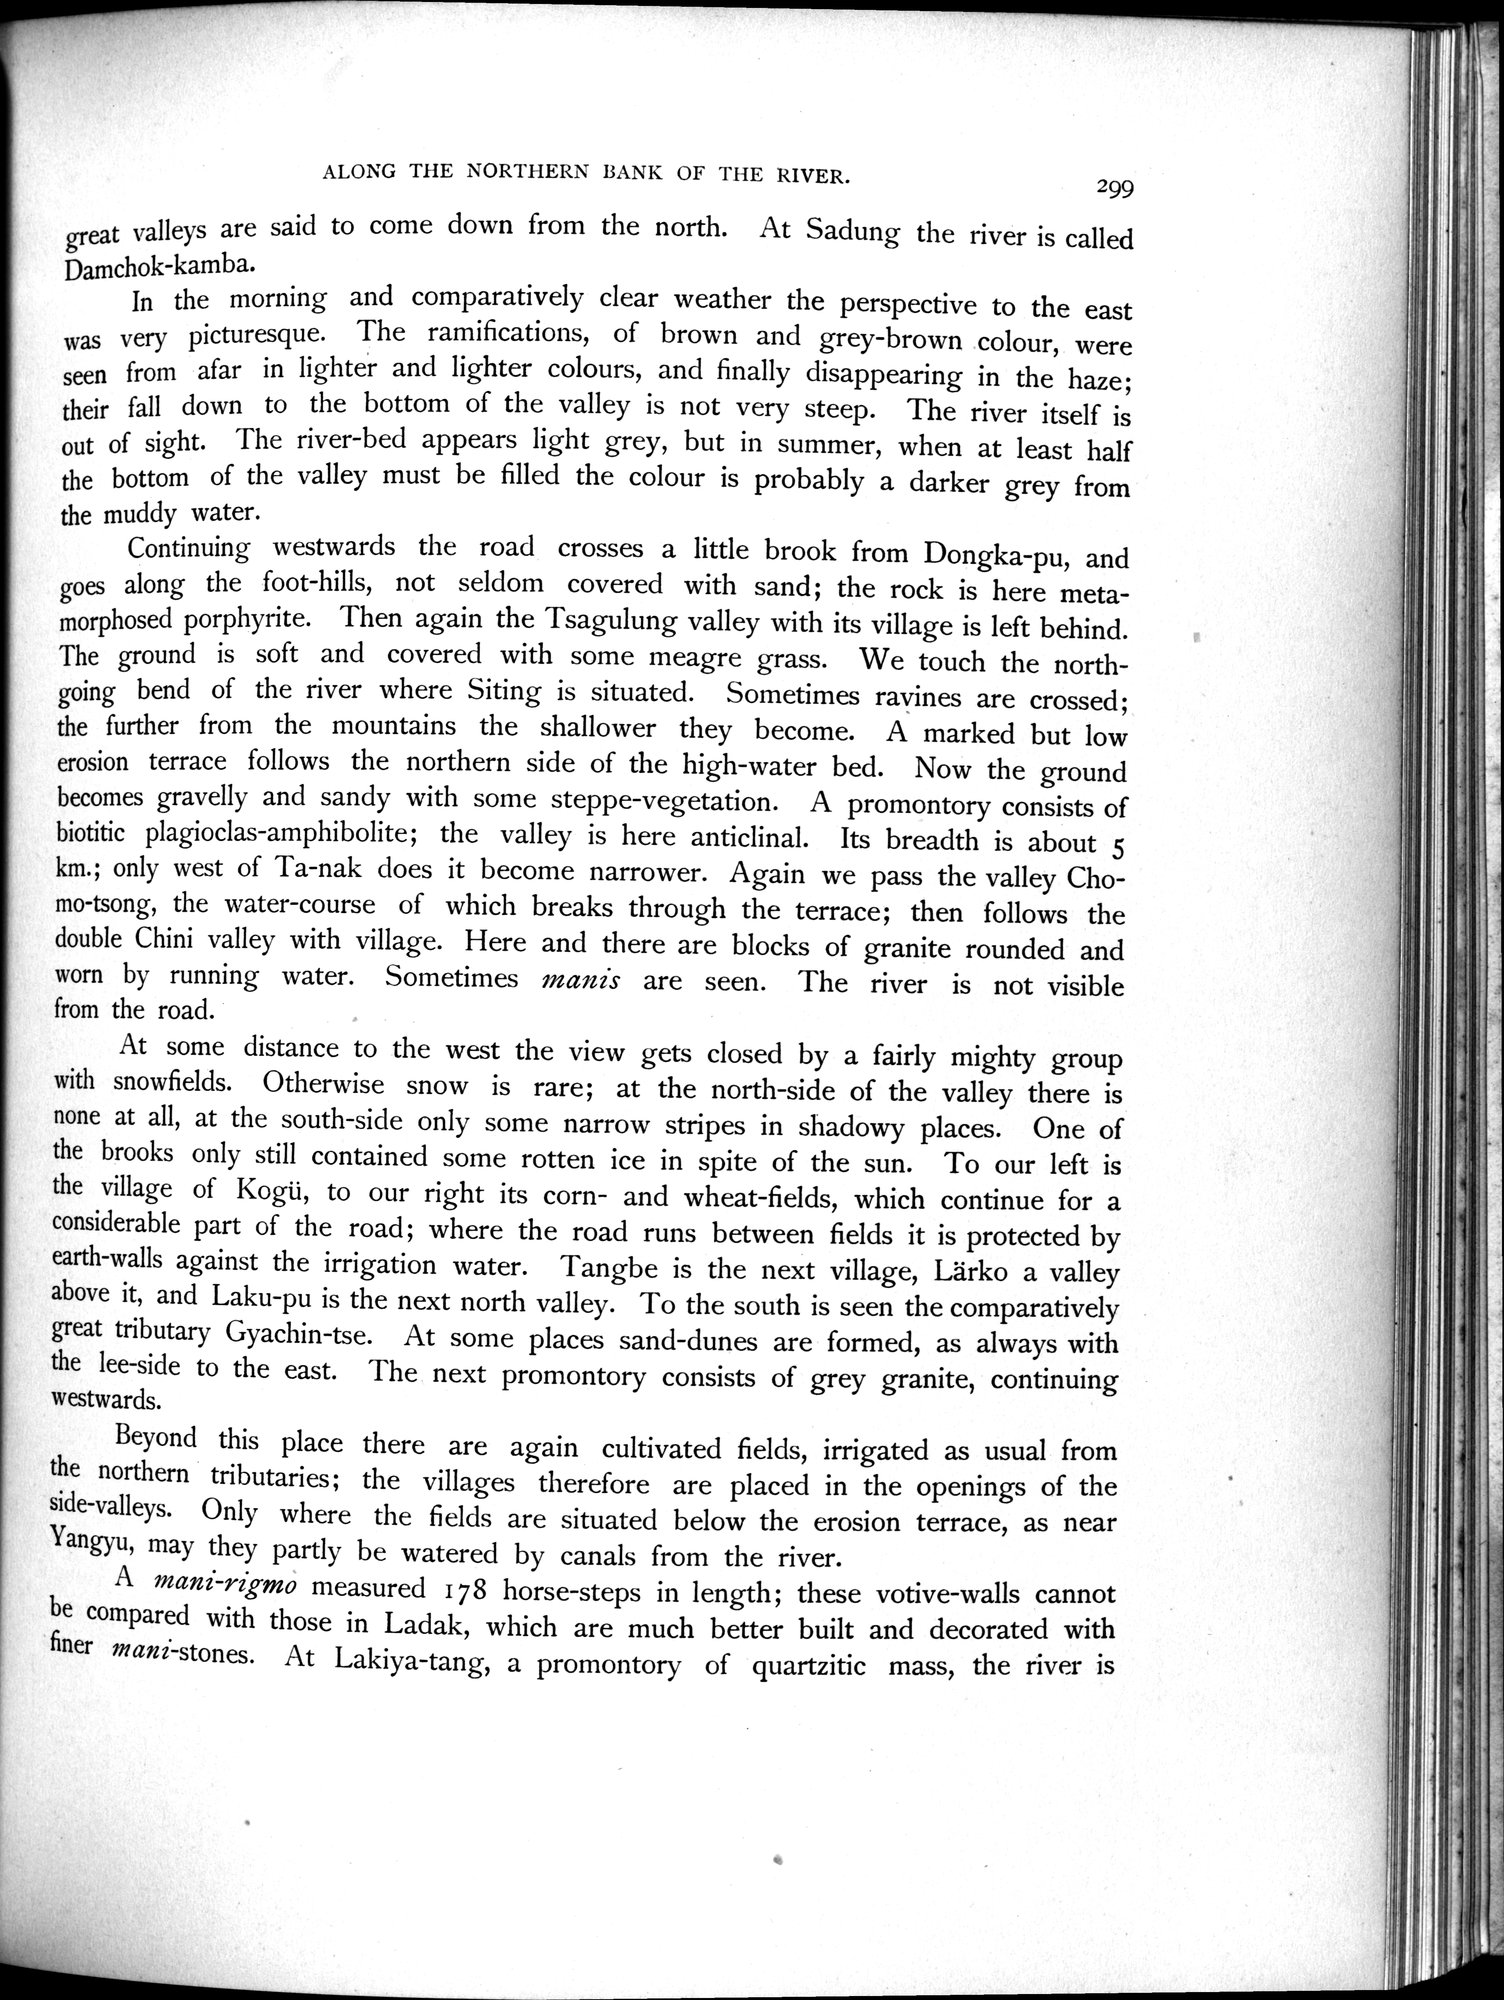 ALONG THE NORTHERN BANK OF THE RIVER.
299
great valleys are said to come down from the north. At Sadung the river is called
Damchok-kamba.
In the morning and comparatively clear weather the perspective to the east
was very picturesque. The ramifications, of brown and grey-brown colour, were
seen from afar in lighter and lighter colours, and finally disappearing in the haze;
their fall down to the bottom of the valley is not very steep. The river itself is
out of sight. The river-bed appears light grey, but in summer, when at least half
the bottom of the valley must be filled the colour is probably a darker grey from
the muddy water.
Continuing westwards the road crosses a little brook from Dongka-pu, and
goes along the foot-hills, not seldom covered with sand; the rock is here meta-
morphosed porphyrite. Then again the Tsagulung valley with its village is left behind.
The ground is soft and covered with some meagre grass. We touch the north-
going bend of the river where Siting is situated. Sometimes ravines are crossed;
the further from the mountains the shallower they become. A marked but low
erosion terrace follows the northern side of the high-water bed. Now the ground
becomes gravelly and sandy with some steppe-vegetation. A promontory consists of
biotitic plagioclas-amphibolite; the valley is here anticlinal. Its breadth is about 5
km.; only west of Ta-nak does it become narrower. Again we pass the valley Cho-
mo-tsong, the water-course of which breaks through the terrace; then follows the
double Chini valley with village. Here and there are blocks of granite rounded and
worn by running water. Sometimes manis are seen. The river is not visible
from the road.
At some distance to the west the view gets closed by a fairly mighty group
with snowfields. Otherwise snow is rare; at the north-side of the valley there is
none at all, at the south-side only some narrow stripes in shadowy places. One of
the brooks only still contained some rotten ice in spite of the sun. To our left is
the village of Kogü, to our right its corn- and wheat-fields, which continue for a
considerable part of the road; where the road runs between fields it is protected by
earth-walls against the irrigation water. Tangbe is the next village, Lärko a valley
above it, and Laku-pu is the next north valley. To the south is seen the comparatively
great tributary Gyachin-tse. At some places sand-dunes are formed, as always with
the lee-side to the east. The next promontory consists of grey granite, continuing
westwards.
Beyond this place there are again cultivated fields, irrigated as usual from
the northern tributaries; the villages therefore are placed in the openings of the
side-valleys. Only where the fields are situated below the erosion terrace, as near
Yangyu, may they partly be watered by canals from the river.
A mani-rigmo measured 178 horse-steps in length; these votive-walls cannot
be compared with those in Ladak, which are much better built and decorated with
finer mani-stones. At Lakiya-tang, a promontory of quartzitic mass, the river is